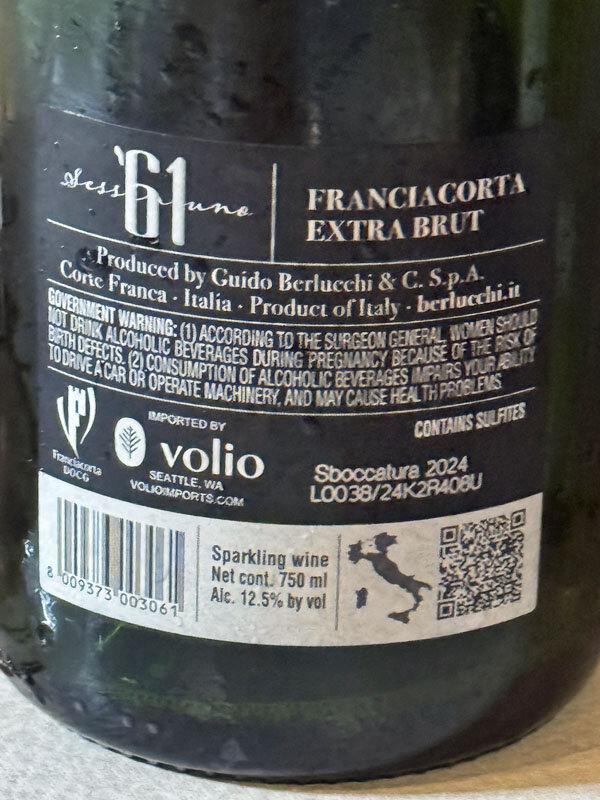 '61
Sessantuno
FRANCIACORTA
EXTRA BRUT
Produced by Guido Berlucchi & C. S.p.A.
Corte Franca · Italia · Product of Italy · berlucchi.it
GOVERNMENT WARNING: (1) ACCORDING TO THE SURGEON GENERAL, WOMEN SHOULD
NOT DRINK ALCOHOLIC BEVERAGES DURING PREGNANCY BECAUSE OF THE RISK OF
BIRTH DEFECTS. (2) CONSUMPTION OF ALCOHOLIC BEVERAGES IMPAIRS YOUR ABILITY
TO DRIVE A CAR OR OPERATE MACHINERY, AND MAY CAUSE HEALTH PROBLEMS.
CONTAINS SULFITES
Franciacorta
DOCG
IMPORTED BY
volio
SEATTLE, WA
VOLIOIMPORTS.COM
Sboccatura 2024
L0038/24K2R408U
8 009373 003061
Sparkling wine
Net cont. 750 ml
Alc. 12.5% by vol